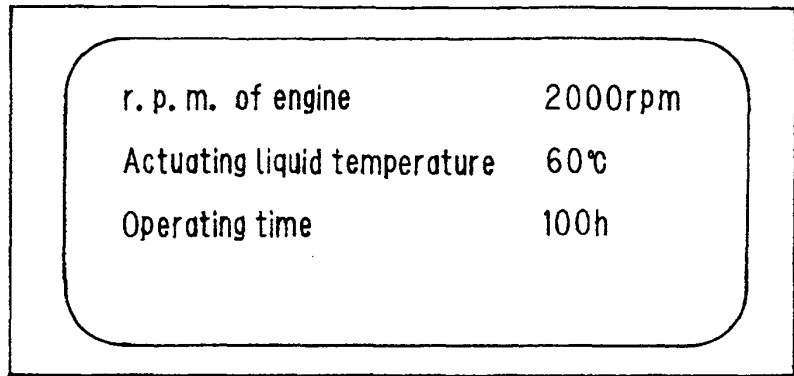 r. p. m. of engine 2000rpm
Actuating liquid temperature 60℃
Operating time 100h